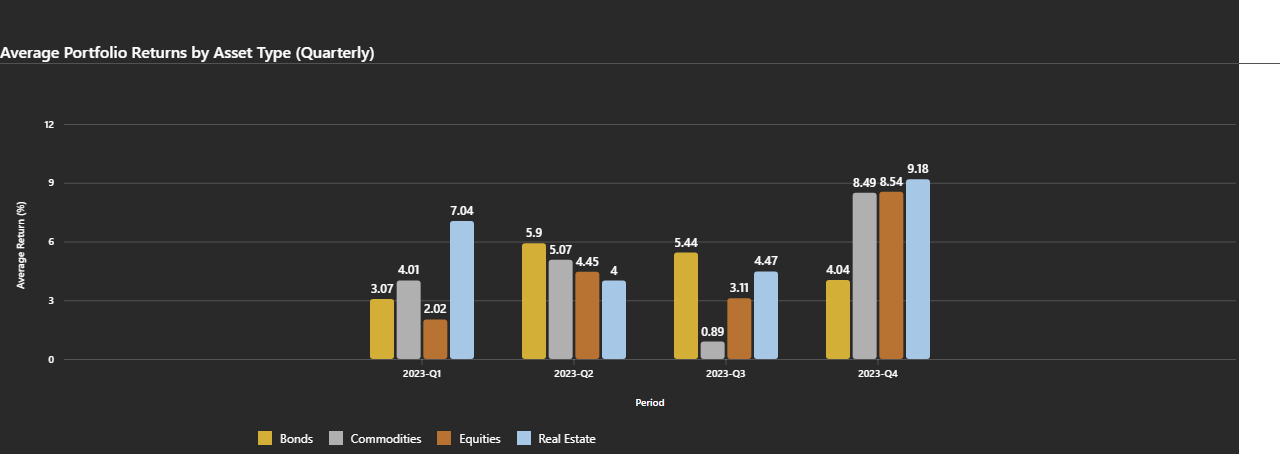 Average Portfolio Returns by Asset Type (Quarterly)
12
9
6
3
0
Average Return (%)
3.07
4.01
2.02
7.04
5.9
5.07
4.45
4
5.44
0.89
3.11
4.47
4.04
8.49
8.54
9.18
2023-Q1
2023-Q2
2023-Q3
2023-Q4
Period
Bonds
Commodities
Equities
Real Estate